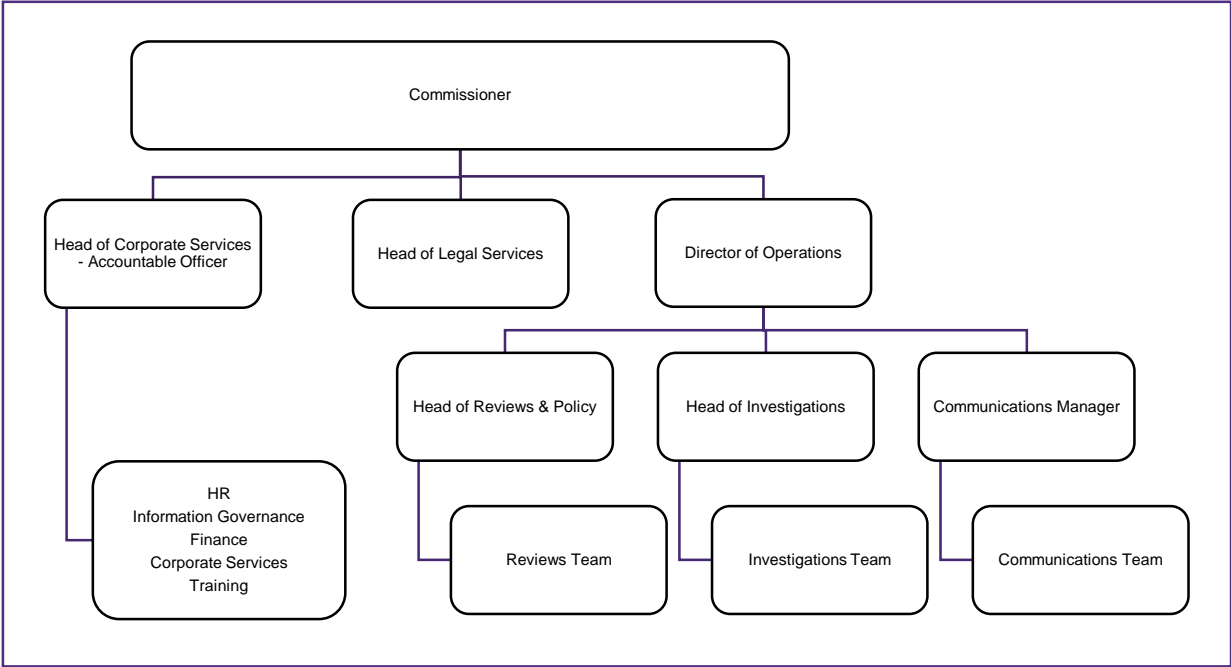 Commissioner
Head of Corporate Services
- Accountable Officer
Head of Legal Services
Director of Operations
Head of Reviews & Policy
Head of Investigations
Communications Manager
HR
Information Governance
Finance
Corporate Services
Training
Reviews Team
Investigations Team
Communications Team